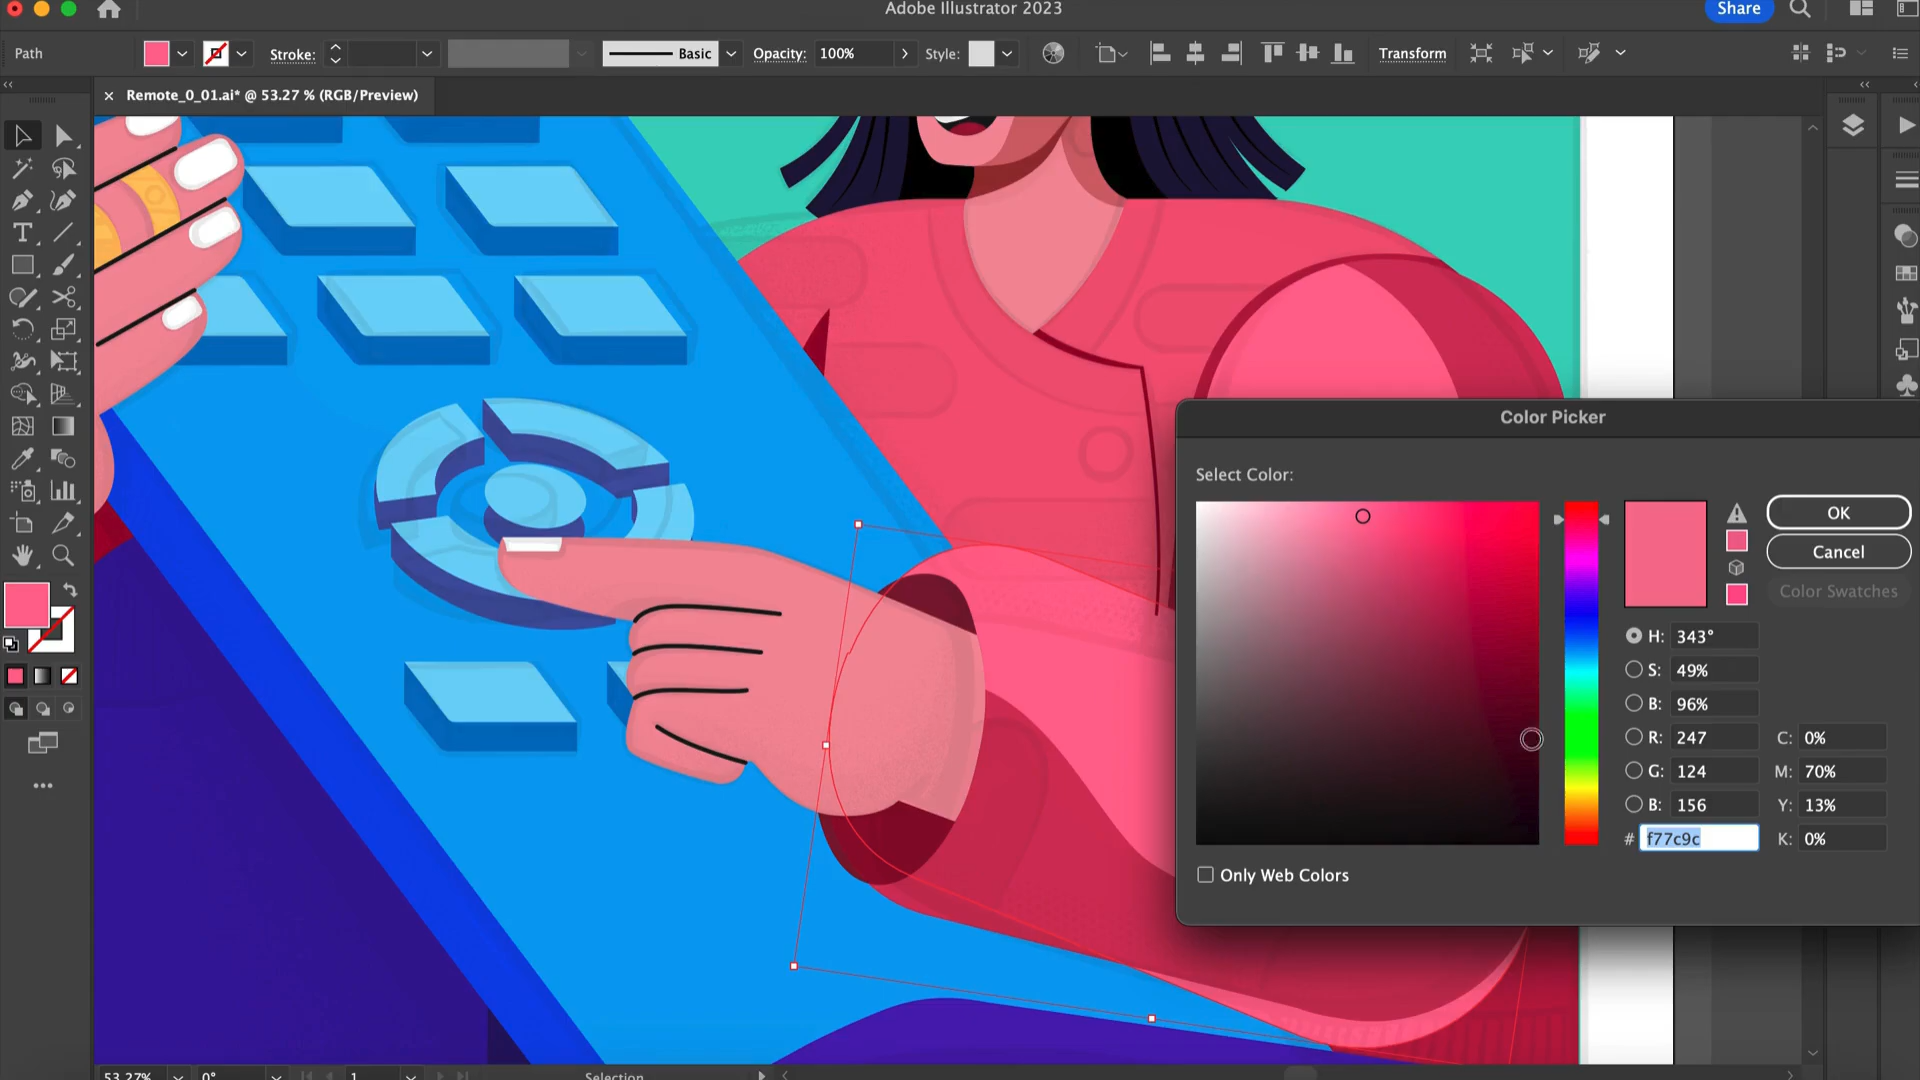 Adobe Illustrator 2023
Share
Path
Stroke:
Basic
Opacity:
100%
Style:
Transform
Remote_0_01.ai* @ 53.27 % (RGB/Preview)
Color Picker
Select Color:
OK
Cancel
Color Swatches
H: 343°
S: 49%
B: 96%
R: 247
C: 0%
G: 124
M: 70%
B: 156
Y: 13%
# f77c9c
K: 0%
Only Web Colors
53.27%
0°
1
Selection